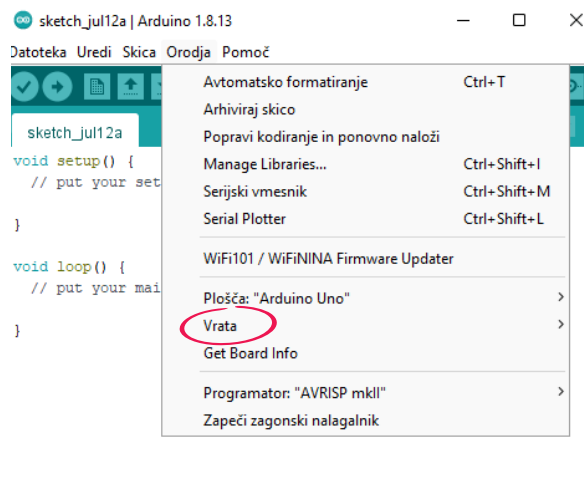 sketch_jul12a | Arduino 1.8.13
Datoteka Uredi Skica Orodja Pomoč
sketch_jul12a
void setup() {
// put your set
}
void loop() {
// put your mai
}
Avtomatsko formatiranje Ctrl+T
Arhiviraj skico
Popravi kodiranje in ponovno naloži
Manage Libraries... Ctrl+Shift+I
Serijski vmesnik Ctrl+Shift+M
Serial Plotter Ctrl+Shift+L
WiFi101 / WiFiNINA Firmware Updater
Plošča: "Arduino Uno"
Vrata
Get Board Info
Programator: "AVRISP mkII"
Zapeči zagonski nalagalnik